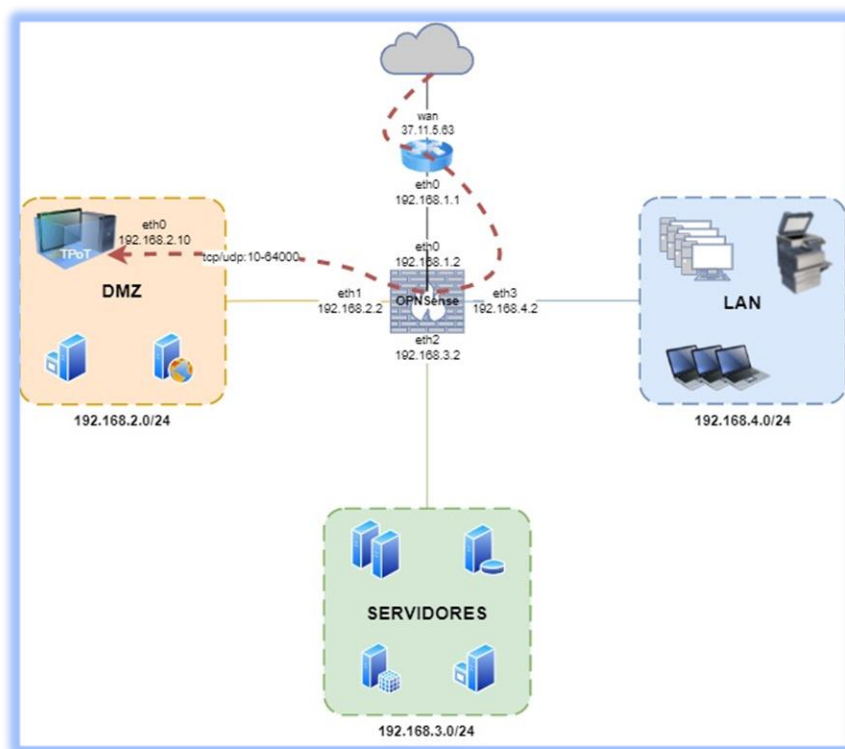 wan
37.11.5.63
eth0
192.168.1.1
eth0
192.168.2.10
TPoT
tcp/udp:10-64000
DMZ
eth0
192.168.1.2
eth1
192.168.2.2
OPNSense
eth3
192.168.4.2
eth2
192.168.3.2
LAN
192.168.2.0/24
192.168.4.0/24
SERVIDORES
192.168.3.0/24